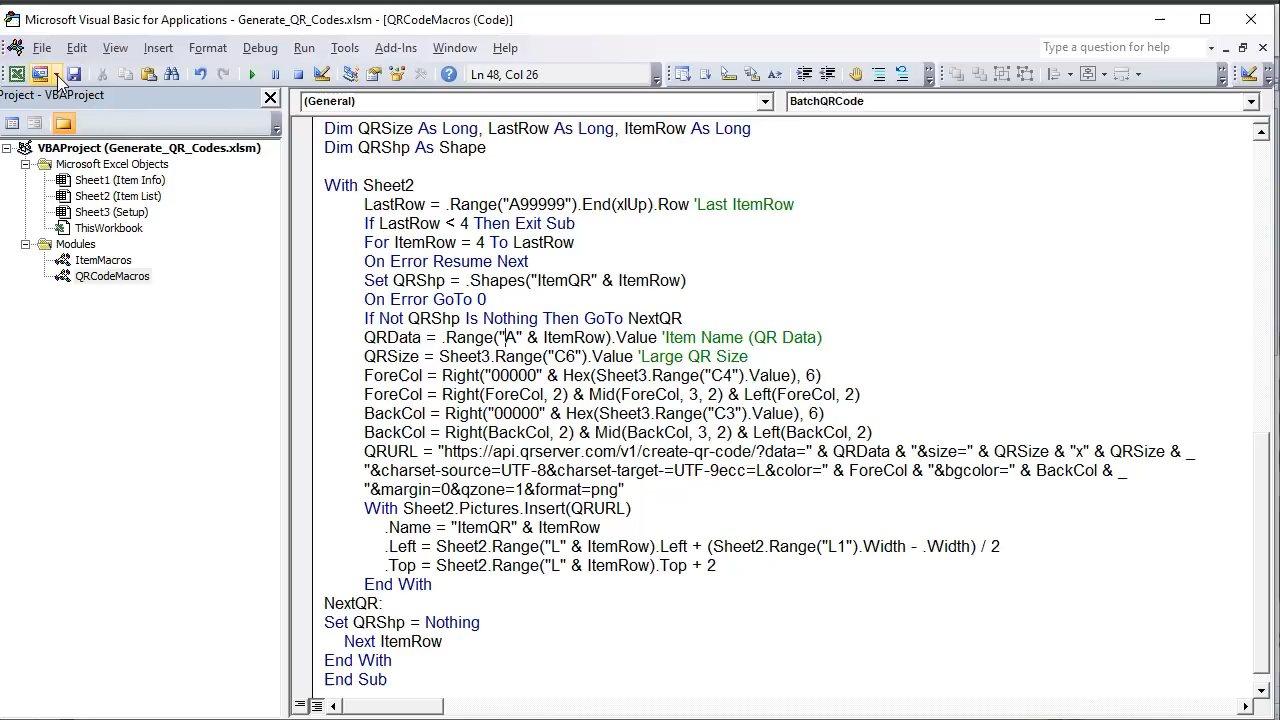 Microsoft Visual Basic for Applications - Generate_QR_Codes.xlsm - [QRCodeMacros (Code)]
File Edit View Insert Format Debug Run Tools Add-Ins Window Help
Type a question for help
Ln 48, Col 26
Project - VBAProject
(General)
BatchQRCode
VBAProject (Generate_QR_Codes.xlsm)
Microsoft Excel Objects
Sheet1 (Item Info)
Sheet2 (Item List)
Sheet3 (Setup)
ThisWorkbook
Modules
ItemMacros
QRCodeMacros
Dim QRSize As Long, LastRow As Long, ItemRow As Long
Dim QRShp As Shape
With Sheet2
LastRow = .Range("A99999").End(xlUp).Row 'Last ItemRow
If LastRow < 4 Then Exit Sub
For ItemRow = 4 To LastRow
On Error Resume Next
Set QRShp = .Shapes("ItemQR" & ItemRow)
On Error GoTo 0
If Not QRShp Is Nothing Then GoTo NextQR
QRData = .Range("A" & ItemRow).Value 'Item Name (QR Data)
QRSize = Sheet3.Range("C6").Value 'Large QR Size
ForeCol = Right("00000" & Hex(Sheet3.Range("C4").Value), 6)
ForeCol = Right(ForeCol, 2) & Mid(ForeCol, 3, 2) & Left(ForeCol, 2)
BackCol = Right("00000" & Hex(Sheet3.Range("C3").Value), 6)
BackCol = Right(BackCol, 2) & Mid(BackCol, 3, 2) & Left(BackCol, 2)
QRURL = "https://api.qrserver.com/v1/create-qr-code/?data=" & QRData & "&size=" & QRSize & "x" & QRSize & _
"&charset-source=UTF-8&charset-target-=UTF-9ecc=L&color=" & ForeCol & "&bgcolor=" & BackCol & _
"&margin=0&qzone=1&format=png"
With Sheet2.Pictures.Insert(QRURL)
.Name = "ItemQR" & ItemRow
.Left = Sheet2.Range("L" & ItemRow).Left + (Sheet2.Range("L1").Width - .Width) / 2
.Top = Sheet2.Range("L" & ItemRow).Top + 2
End With
NextQR:
Set QRShp = Nothing
Next ItemRow
End With
End Sub